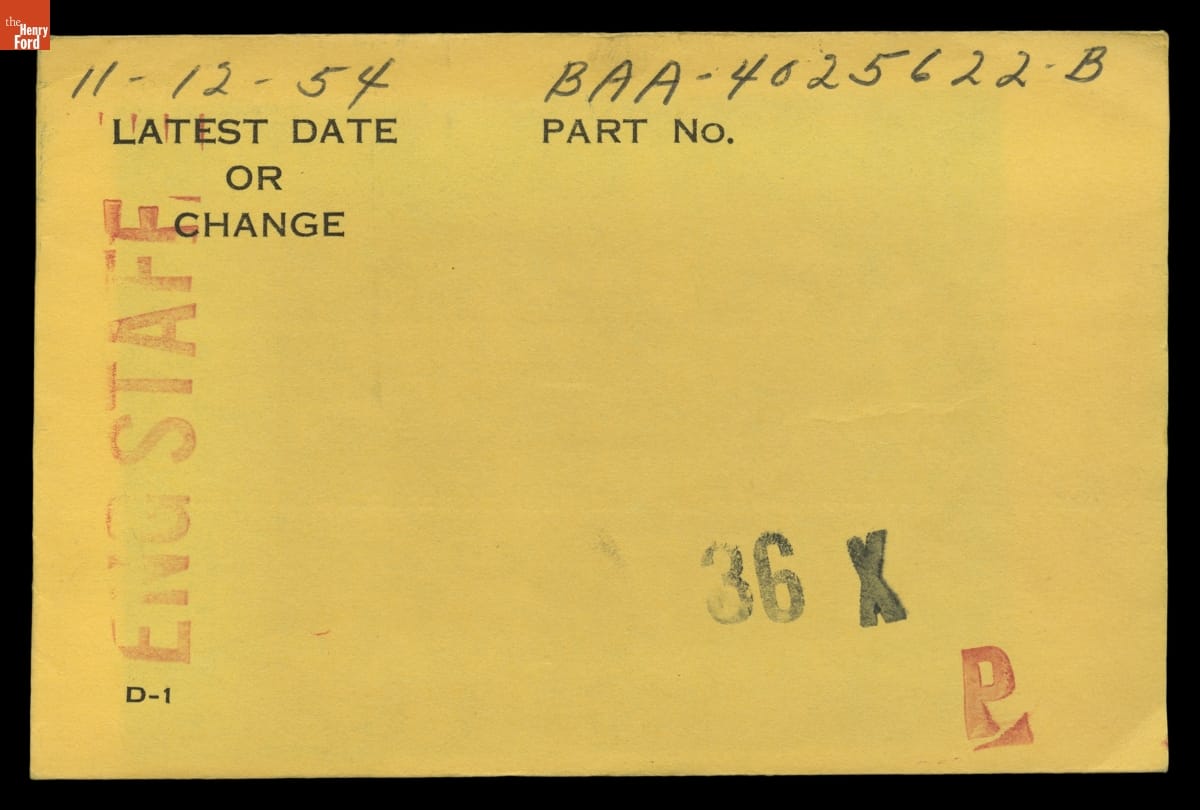 the
Henry
Ford
11-12-54 BAA-4025622-B
LATEST DATE PART No.
OR
CHANGE
ENG STAFF
36 X
P
D-1